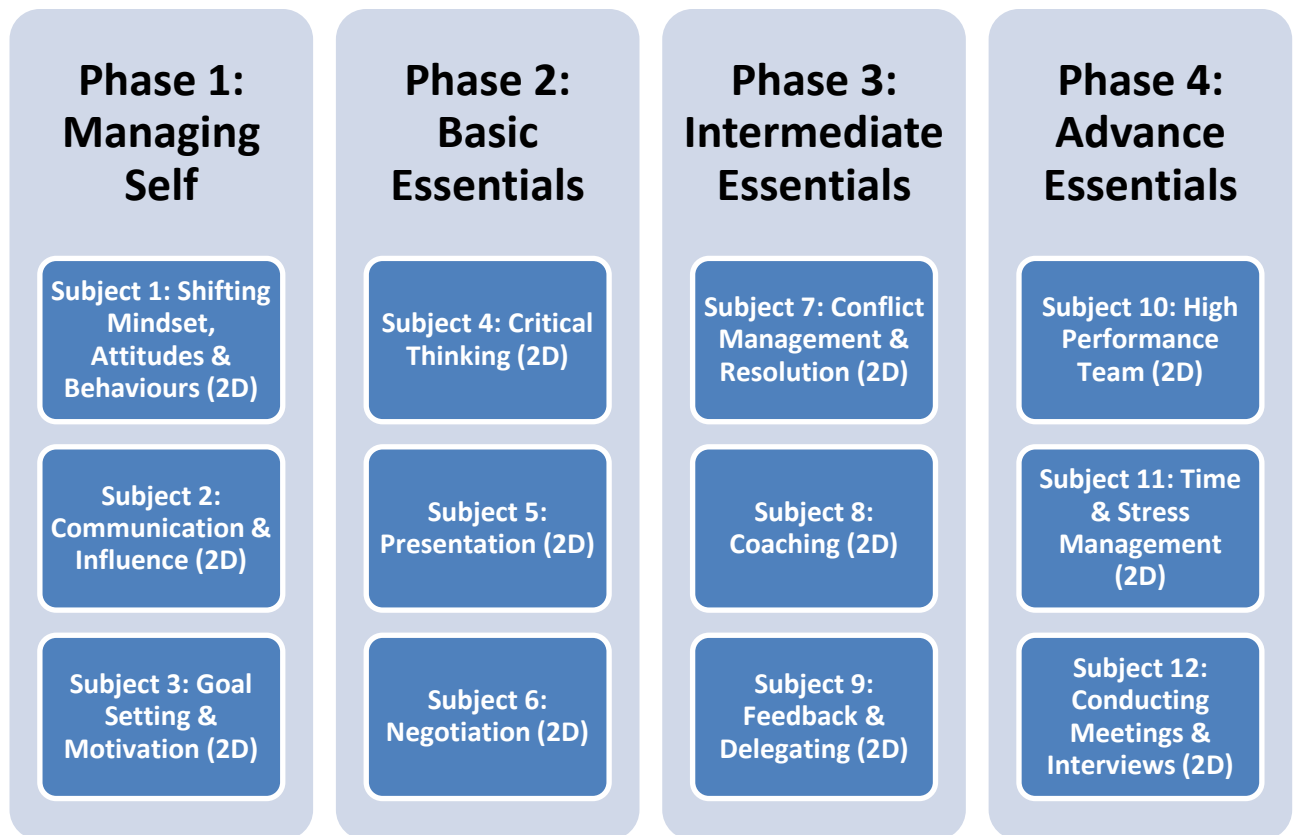 Phase 1:
Managing
Self
Subject 1: Shifting
Mindset,
Attitudes &
Behaviours (2D)
Subject 2:
Communication &
Influence (2D)
Subject 3: Goal
Setting &
Motivation (2D)
Phase 2:
Basic
Essentials
Subject 4: Critical
Thinking (2D)
Subject 5:
Presentation (2D)
Subject 6:
Negotiation (2D)
Phase 3:
Intermediate
Essentials
Subject 7: Conflict
Management &
Resolution (2D)
Subject 8:
Coaching (2D)
Subject 9:
Feedback &
Delegating (2D)
Phase 4:
Advance
Essentials
Subject 10: High
Performance
Team (2D)
Subject 11: Time
& Stress
Management
(2D)
Subject 12:
Conducting
Meetings &
Interviews (2D)